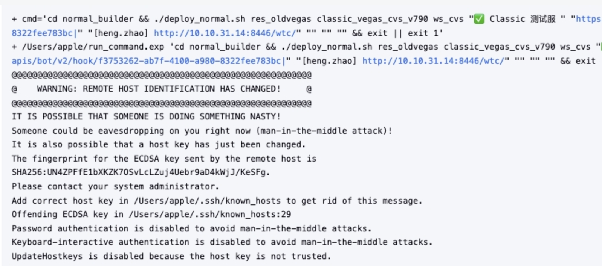 + cmd='cd normal_builder && ./deploy_normal.sh res_oldvegas classic_vegas_cvs_v790 ws_cvs "✅ Classic 测试服 " "https
8322fee783bc|" "[heng.zhao] http://10.10.31.14:8446/wtc/" "" "" "" && exit || exit 1'
+ /Users/apple/run_command.exp 'cd normal_builder && ./deploy_normal.sh res_oldvegas classic_vegas_cvs_v790 ws_cvs "
apis/bot/v2/hook/f3753262-ab7f-4100-a980-8322fee783bc|" "[heng.zhao] http://10.10.31.14:8446/wtc/" "" "" "" && exit
@@@@@@@@@@@@@@@@@@@@@@@@@@@@@@@@@@@@@@@@@@@@@@@@@@@@@@@@@@@
@    WARNING: REMOTE HOST IDENTIFICATION HAS CHANGED!     @
@@@@@@@@@@@@@@@@@@@@@@@@@@@@@@@@@@@@@@@@@@@@@@@@@@@@@@@@@@@
IT IS POSSIBLE THAT SOMEONE IS DOING SOMETHING NASTY!
Someone could be eavesdropping on you right now (man-in-the-middle attack)!
It is also possible that a host key has just been changed.
The fingerprint for the ECDSA key sent by the remote host is
SHA256:UN4ZPFfE1bXKZK7OSvLcLZuj4Uebr9aD4kWjJ/KeSFg.
Please contact your system administrator.
Add correct host key in /Users/apple/.ssh/known_hosts to get rid of this message.
Offending ECDSA key in /Users/apple/.ssh/known_hosts:29
Password authentication is disabled to avoid man-in-the-middle attacks.
Keyboard-interactive authentication is disabled to avoid man-in-the-middle attacks.
UpdateHostkeys is disabled because the host key is not trusted.